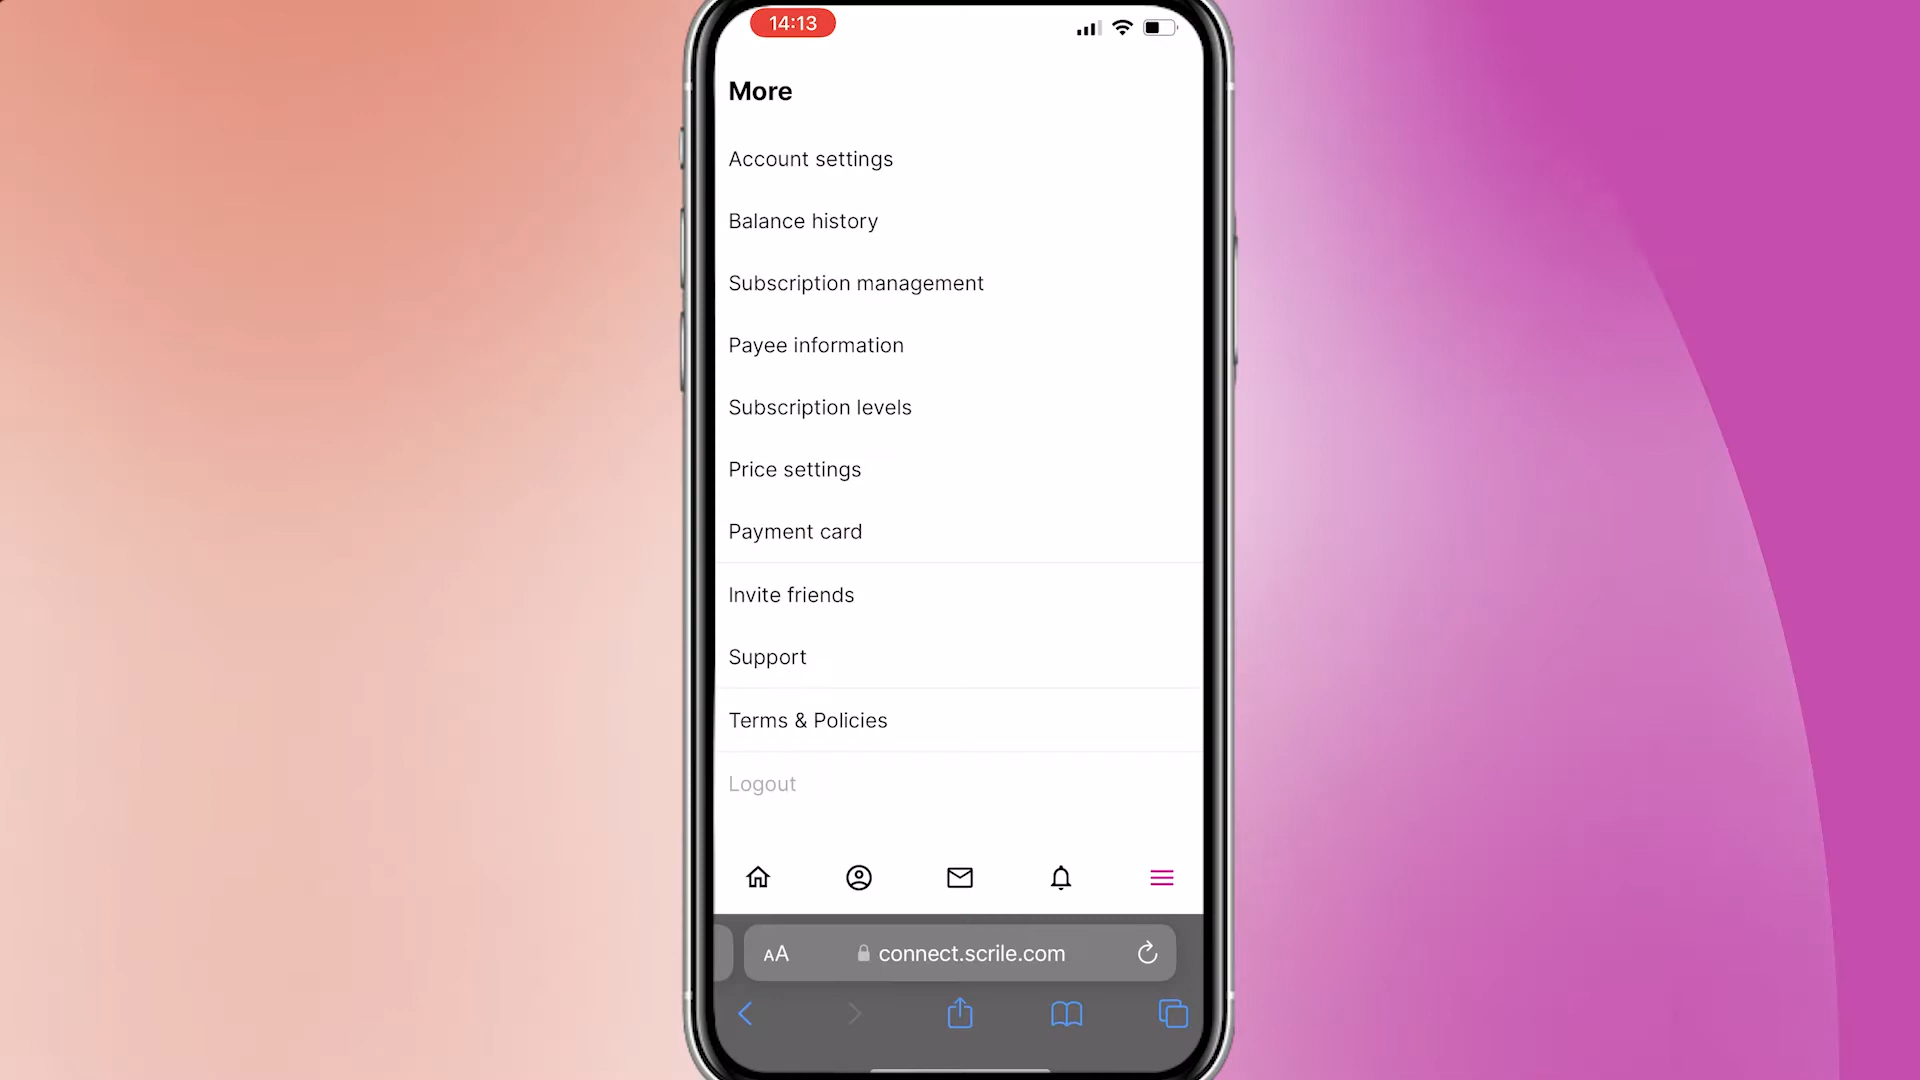 14:13
More
Account settings
Balance history
Subscription management
Payee information
Subscription levels
Price settings
Payment card
Invite friends
Support
Terms & Policies
Logout
AA connect.scrile.com